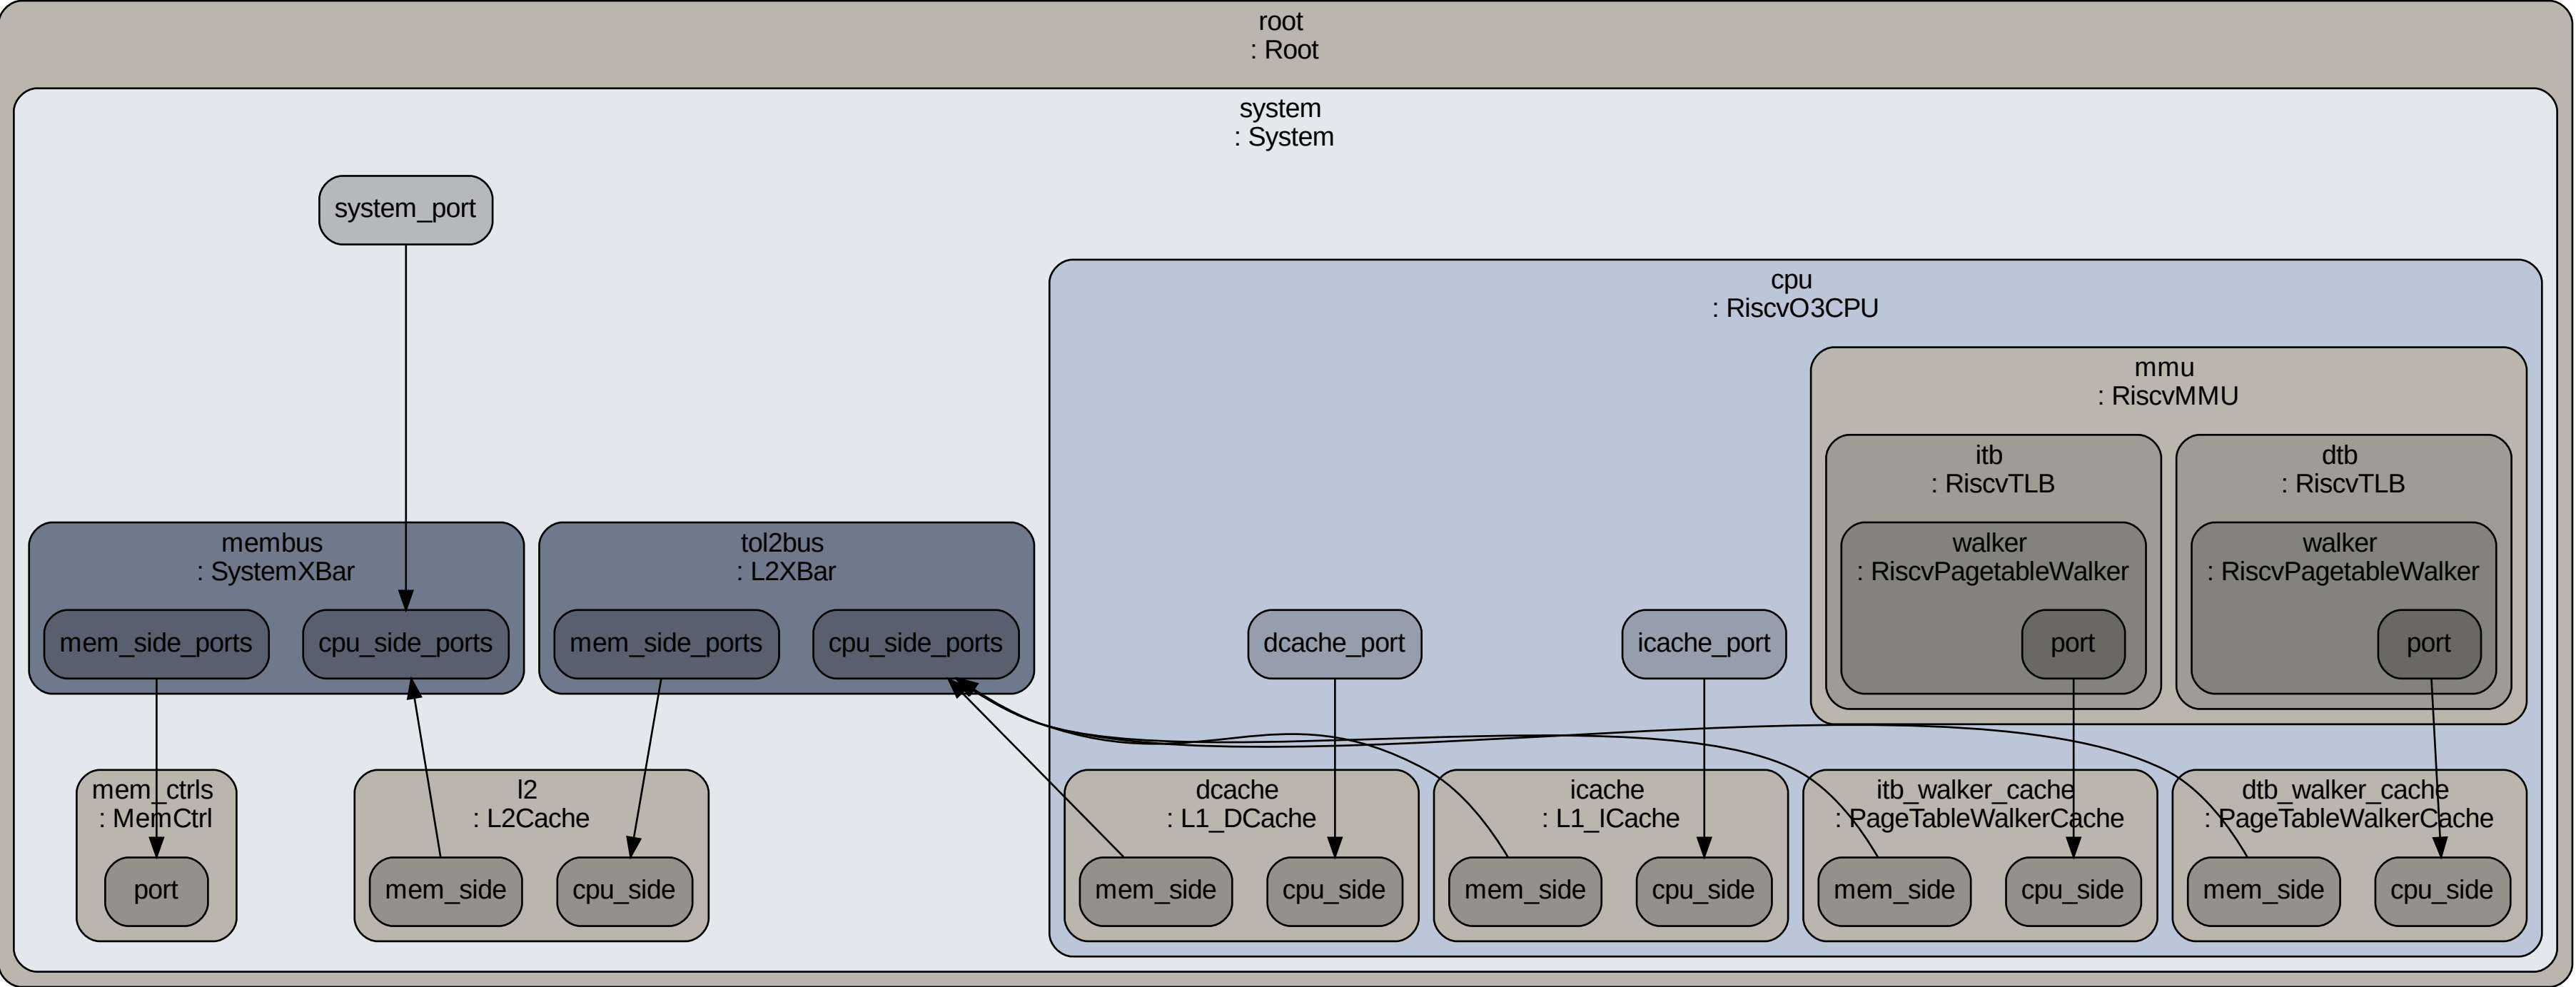 root
: Root
system
: System
system_port
cpu
: RiscvO3CPU
mmu
: RiscvMMU
itb
: RiscvTLB
dtb
: RiscvTLB
membus
: SystemXBar
tol2bus
: L2XBar
walker
: RiscvPagetableWalker
walker
: RiscvPagetableWalker
mem_side_ports
cpu_side_ports
mem_side_ports
cpu_side_ports
dcache_port
icache_port
port
port
mem_ctrls
: MemCtrl
l2
: L2Cache
dcache
: L1_DCache
icache
: L1_ICache
itb_walker_cache
: PageTableWalkerCache
dtb_walker_cache
: PageTableWalkerCache
port
mem_side
cpu_side
mem_side
cpu_side
mem_side
cpu_side
mem_side
cpu_side
mem_side
cpu_side